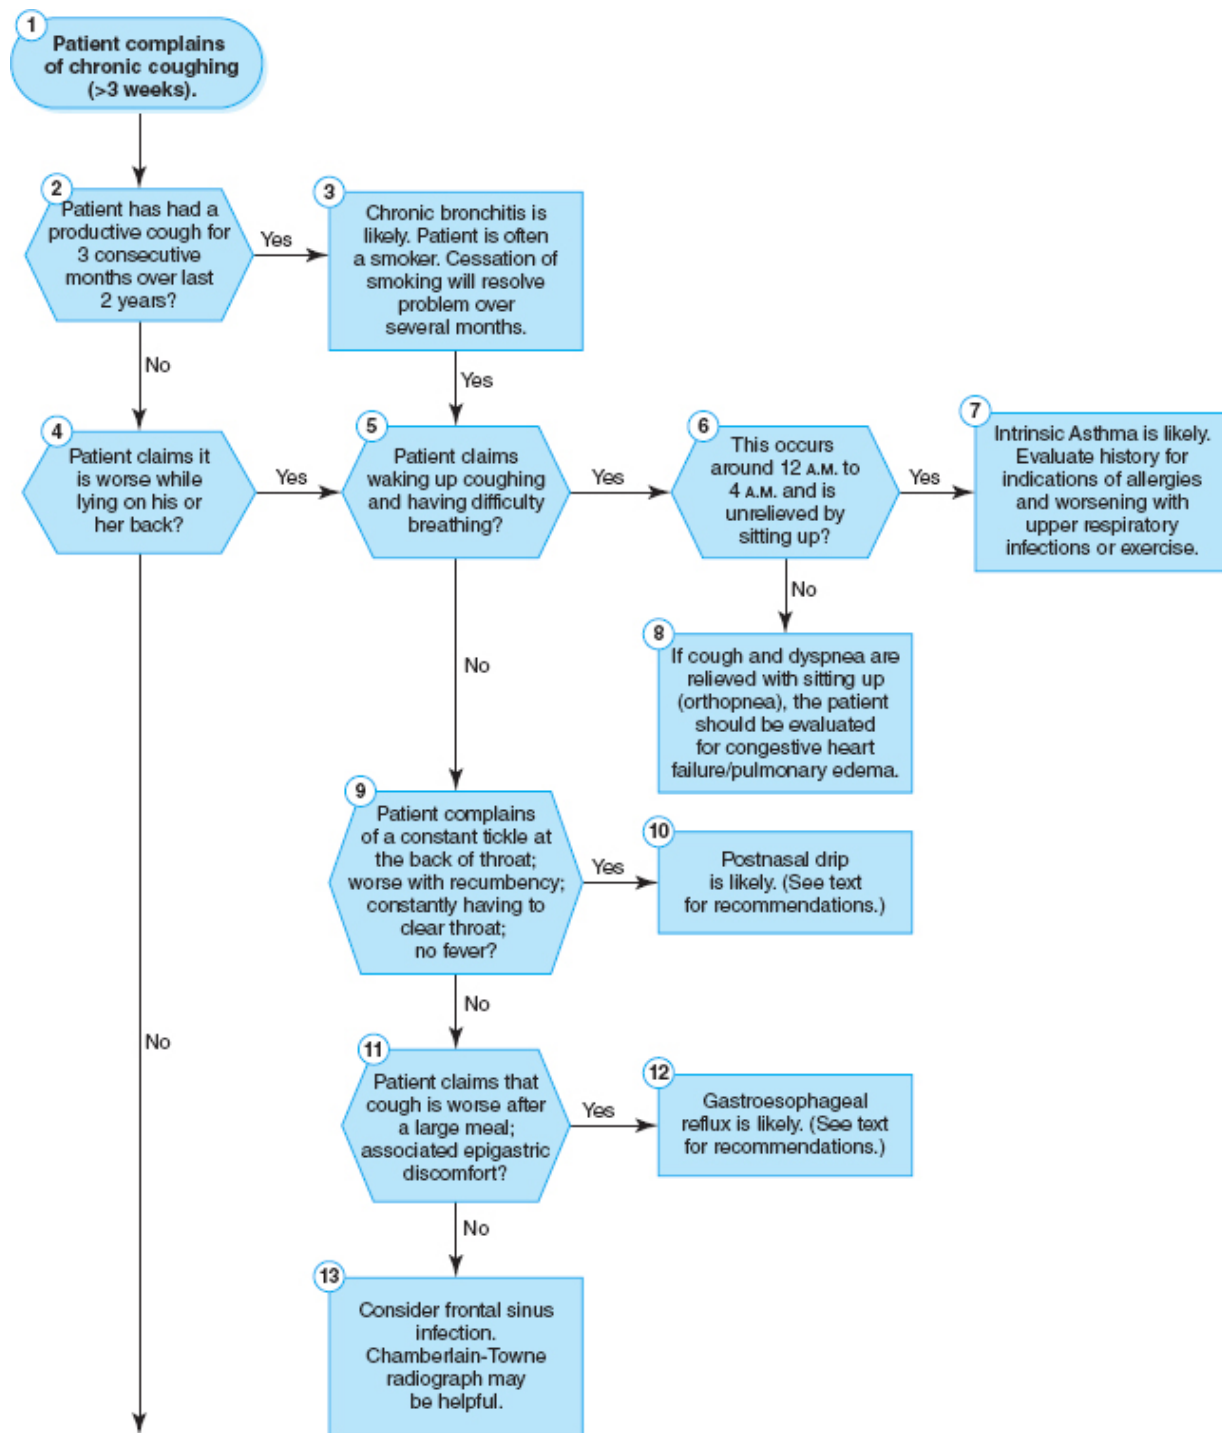 1
Patient complains
of chronic coughing
(>3 weeks).
2
Patient has had a
productive cough for
3 consecutive
months over last
2 years?
Yes
3
Chronic bronchitis is
likely. Patient is often
a smoker. Cessation of
smoking will resolve
problem over
several months.
No
Yes
4
Patient claims it
is worse while
lying on his or
her back?
Yes
5
Patient claims
waking up coughing
and having difficulty
breathing?
Yes
6
This occurs
around 12 A.M. to
4 A.M. and is
unrelieved by
sitting up?
Yes
7
Intrinsic Asthma is likely.
Evaluate history for
indications of allergies
and worsening with
upper respiratory
infections or exercise.
No
8
If cough and dyspnea are
relieved with sitting up
(orthopnea), the patient
should be evaluated
for congestive heart
failure/pulmonary edema.
No
9
Patient complains
of a constant tickle at
the back of throat;
worse with recumbency;
constantly having to
clear throat;
no fever?
Yes
10
Postnasal drip
is likely. (See text
for recommendations.)
No
No
11
Patient claims that
cough is worse after
a large meal;
associated epigastric
discomfort?
Yes
12
Gastroesophageal
reflux is likely. (See text
for recommendations.)
No
13
Consider frontal sinus
infection.
Chamberlain-Towne
radiograph may
be helpful.